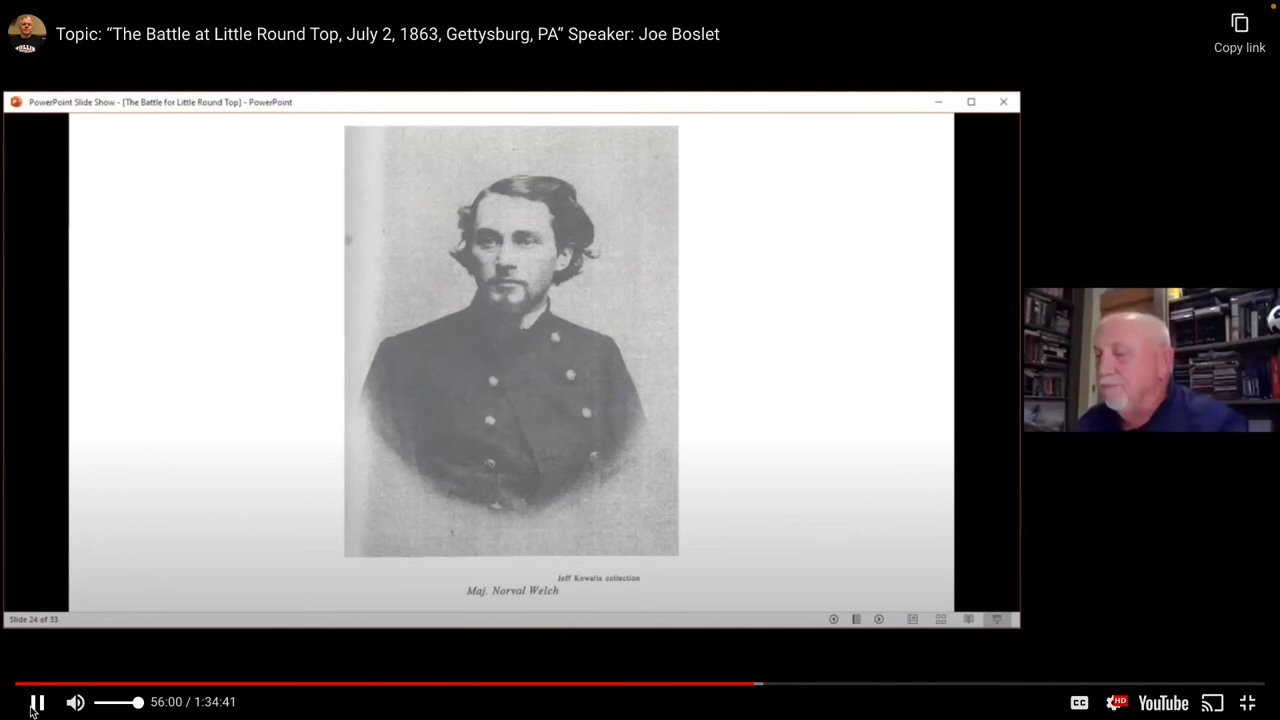 Topic: “The Battle at Little Round Top, July 2, 1863, Gettysburg, PA” Speaker: Joe Boslet
Copy link
PowerPoint Slide Show - [The Battle for Little Round Top] - PowerPoint
Jeff Kowalis collection
Maj. Norval Welch
Slide 24 of 33
56:00 / 1:34:41
CC
HD
YouTube